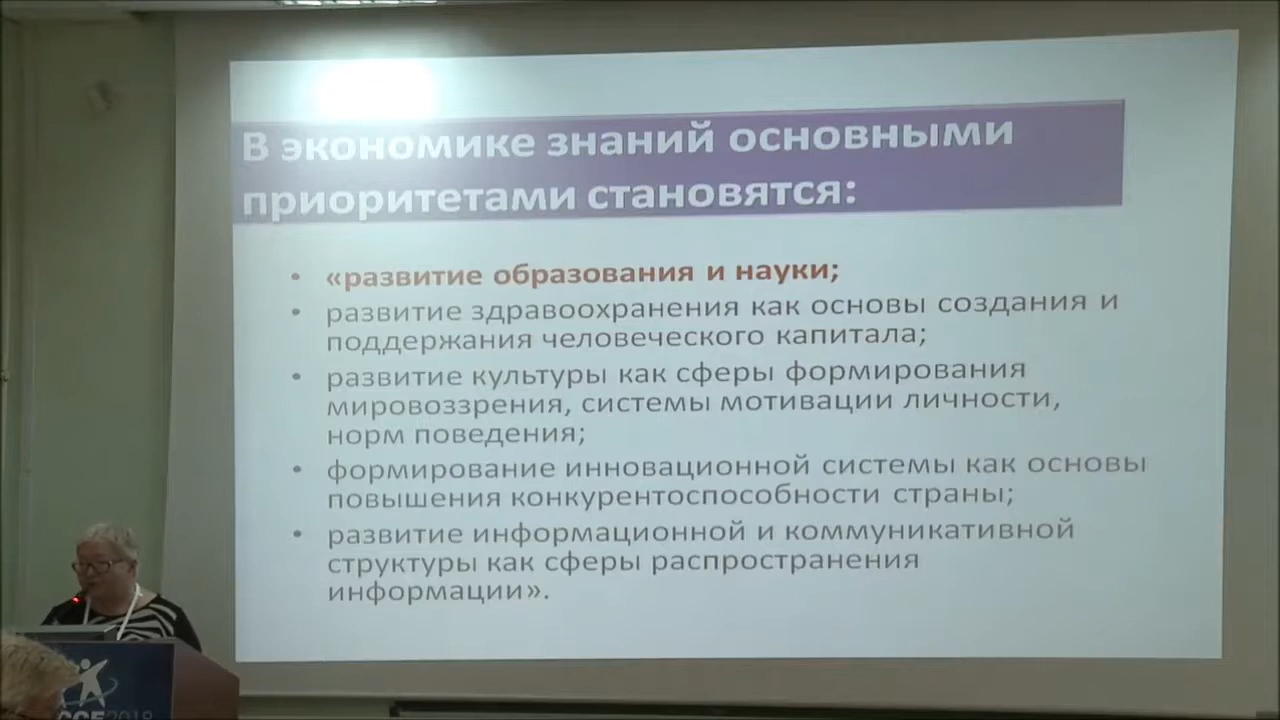 В экономике знаний основными
приоритетами становятся:
• «развитие образования и науки;
• развитие здравоохранения как основы создания и
поддержания человеческого капитала;
• развитие культуры как сферы формирования
мировоззрения, системы мотивации личности,
норм поведения;
• формирование инновационной системы как основы
повышения конкурентоспособности страны;
• развитие информационной и коммуникативной
структуры как сферы распространения
информации».
2018